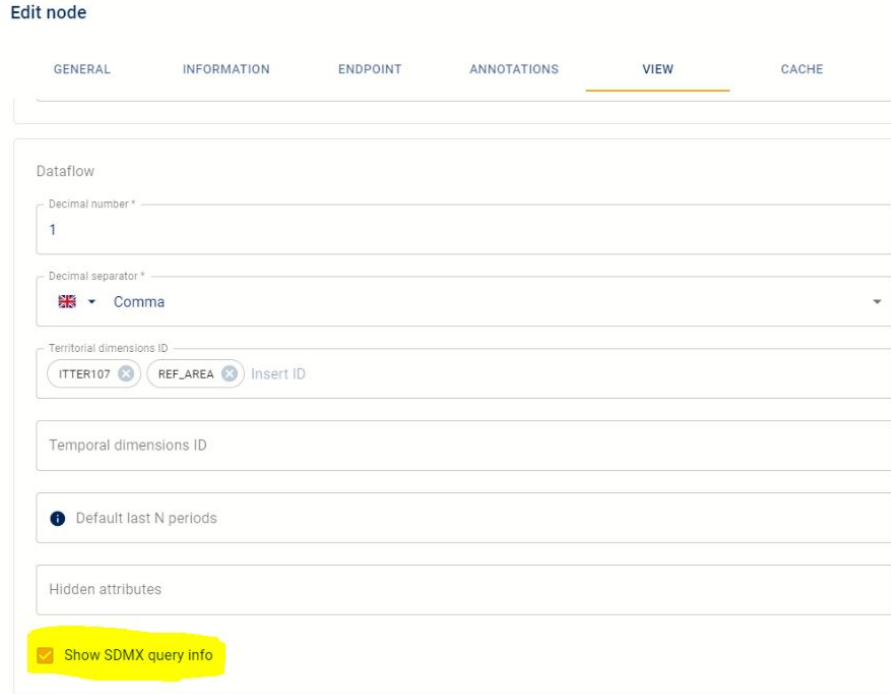 Edit node
GENERAL INFORMATION ENDPOINT ANNOTATIONS VIEW CACHE
Dataflow
Decimal number *
1
Decimal separator *
Comma
Territorial dimensions ID
ITTER107 REF_AREA Insert ID
Temporal dimensions ID
Default last N periods
Hidden attributes
Show SDMX query info